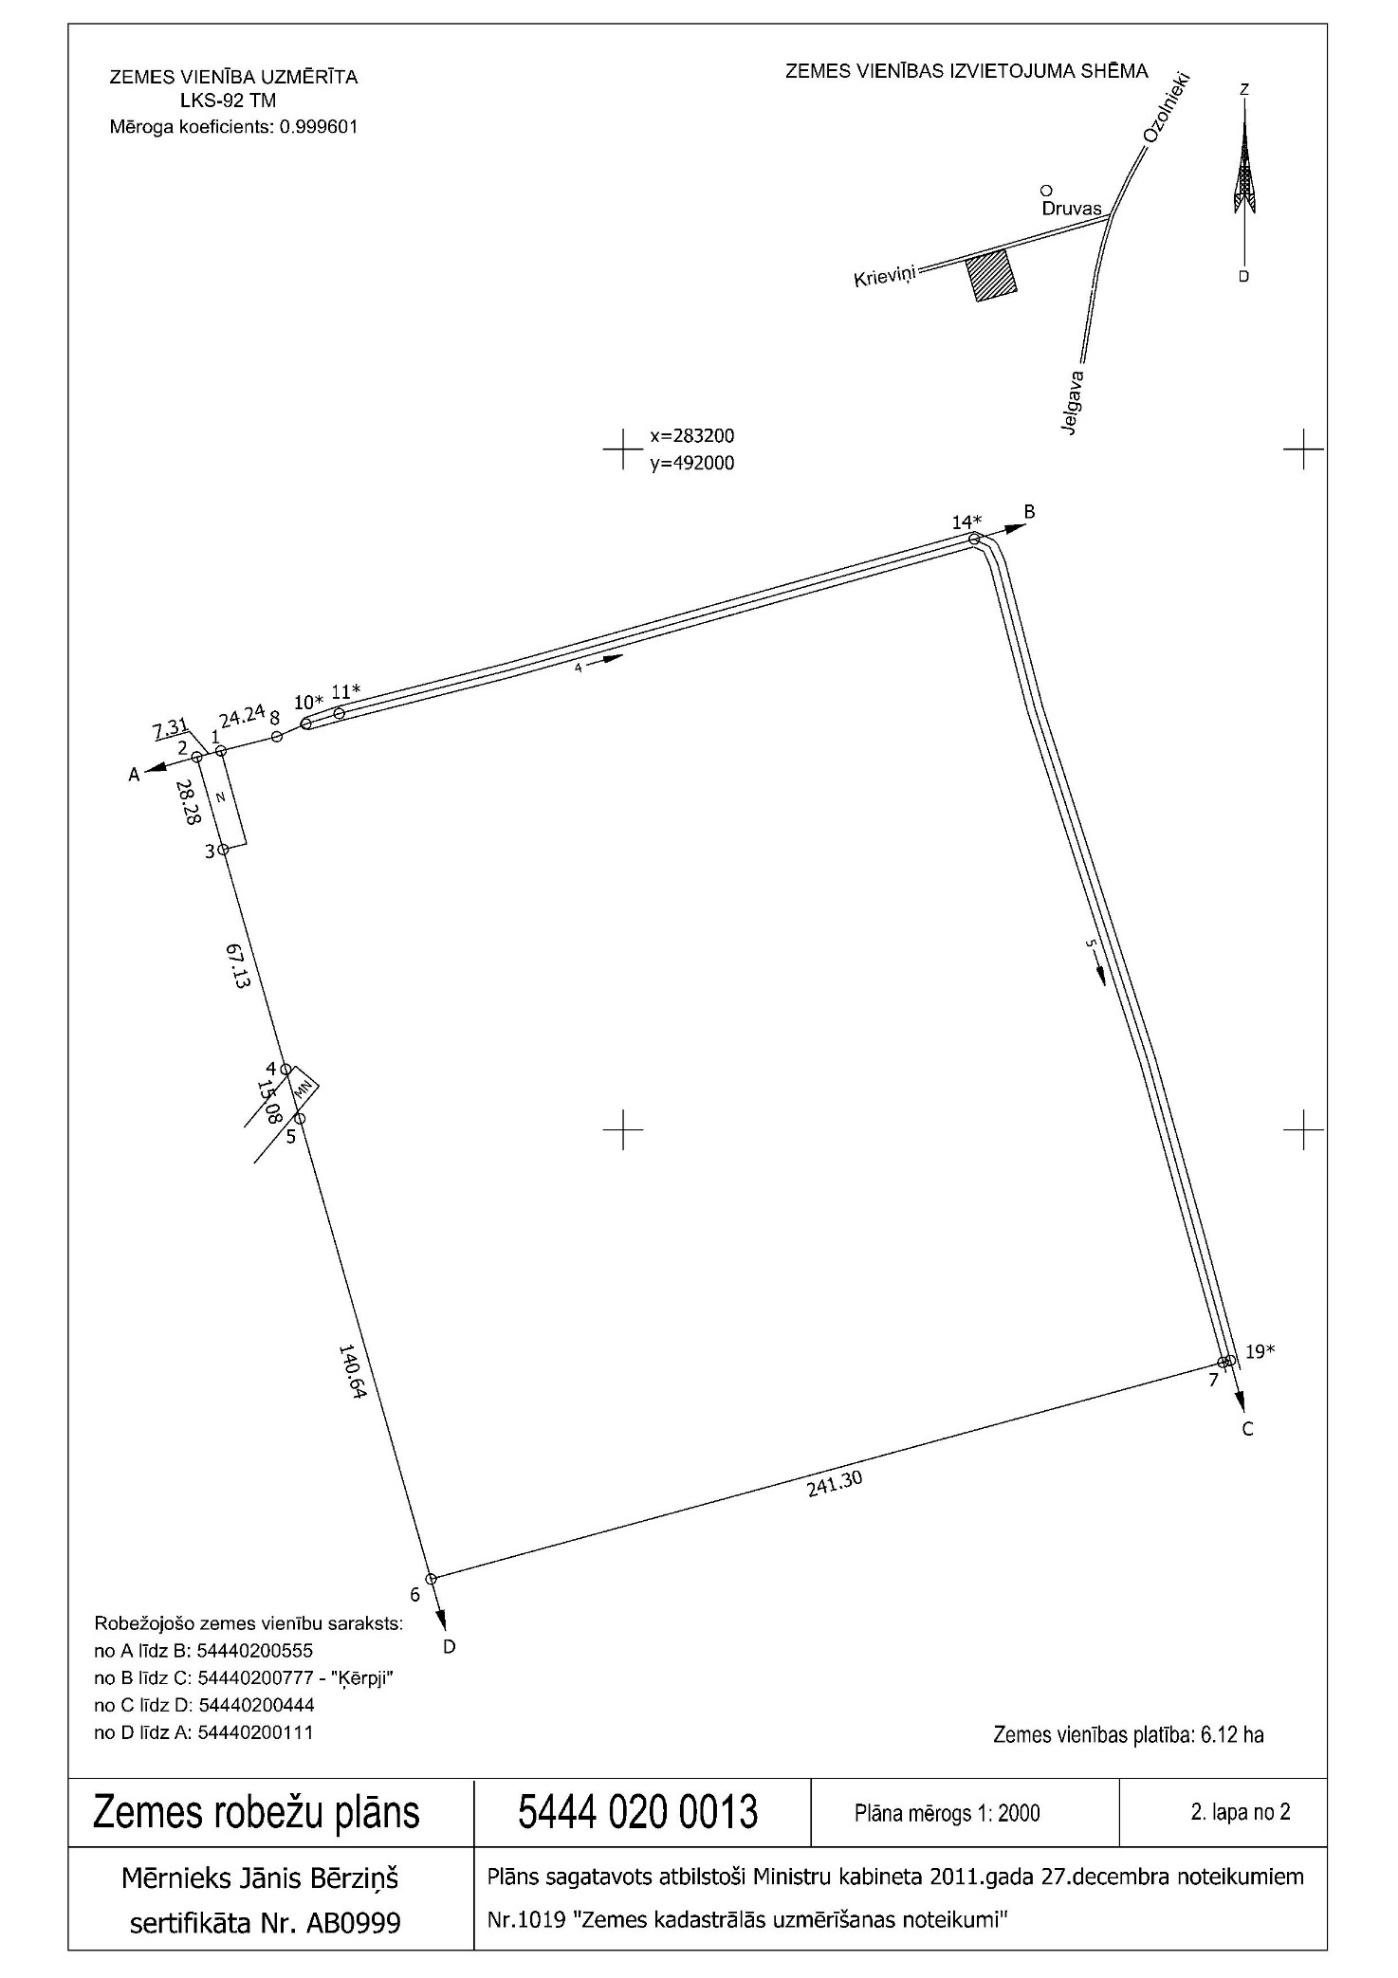 ZEMES VIENĪBA UZMĒRĪTA
LKS-92 TM
Mēroga koeficients: 0.999601
ZEMES VIENĪBAS IZVIETOJUMA SHĒMA
Z
Ozolnieki
Druvas
Krieviņi
D
Jelgava
x=283200
y=492000
B
14*
4
11*
10*
8
24.24
7.31
1
2
A
28.28
N
3
67.13
5
4
MN
15.08
5
140.64
19*
7
C
241.30
6
D
Robežojošo zemes vienību saraksts:
no A līdz B: 54440200555
no B līdz C: 54440200777 - "Ķērpji"
no C līdz D: 54440200444
no D līdz A: 54440200111
Zemes vienības platība: 6.12 ha
Zemes robežu plāns
5444 020 0013
Plāna mērogs 1: 2000
2. lapa no 2
Mērnieks Jānis Bērziņš
sertifikāta Nr. AB0999
Plāns sagatavots atbilstoši Ministru kabineta 2011.gada 27.decembra noteikumiem
Nr.1019 "Zemes kadastrālās uzmērīšanas noteikumi"